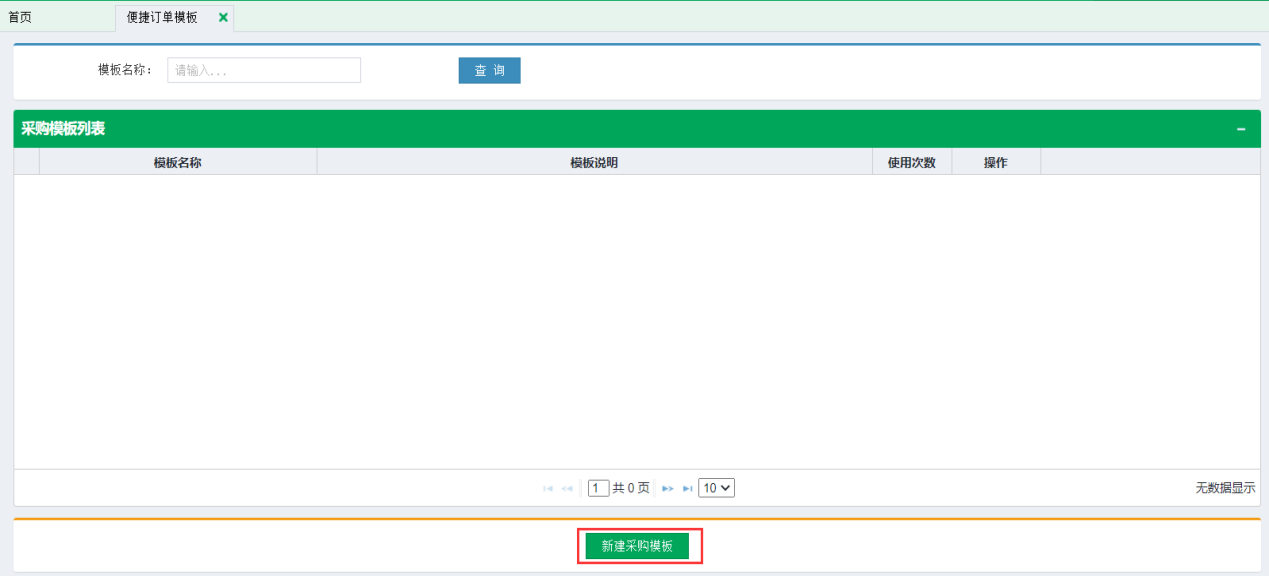 首页 便捷订单模板
模板名称： 请输入... 查 询
采购模板列表
模板名称 模板说明 使用次数 操作
1 共 0 页 10 无数据显示
新建采购模板